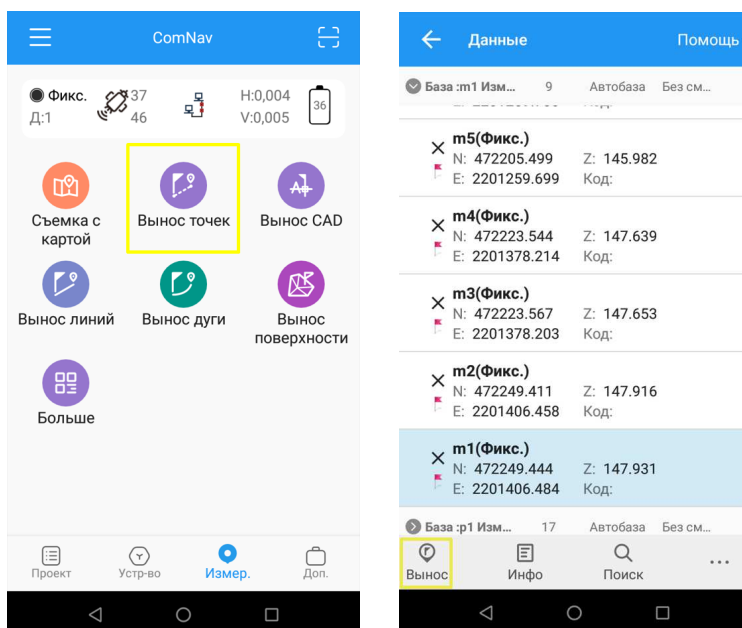 ComNav
Фикс.
37
H:0,004
36
Д:1
46
V:0,005
Съемка с
картой
Вынос точек
Вынос CAD
Вынос линий
Вынос дуги
Вынос
поверхности
Больше
Проект
Устр-во
Измер.
Доп.
Данные
Помощь
База :m1 Изм...
9
Автобаза
Без см...
m5(Фикс.)
N: 472205.499 Z: 145.982
E: 2201259.699 Код:
m4(Фикс.)
N: 472223.544 Z: 147.639
E: 2201378.214 Код:
m3(Фикс.)
N: 472223.567 Z: 147.653
E: 2201378.203 Код:
m2(Фикс.)
N: 472249.411 Z: 147.916
E: 2201406.458 Код:
m1(Фикс.)
N: 472249.444 Z: 147.931
E: 2201406.484 Код:
База :p1 Изм...
17
Автобаза
Без см...
Вынос
Инфо
Поиск
...